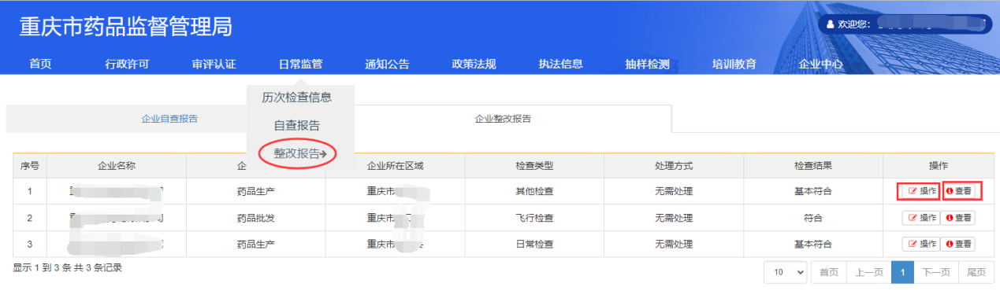 重庆市药品监督管理局
欢迎您:
首页 行政许可 审评认证 日常监管 通知公告 政策法规 执法信息 抽样检测 培训教育 企业中心
历次检查信息
自查报告
整改报告
企业自查报告 企业整改报告
序号 企业名称 企 企业所在区域 检查类型 处理方式 检查结果 操作
1 药品生产 重庆市 其他检查 无需处理 基本符合 操作 查看
2 药品批发 重庆市 飞行检查 无需处理 符合 操作 查看
3 药品生产 重庆市 日常检查 无需处理 基本符合 操作 查看
显示 1 到 3 条 共 3 条记录
10 首页 上一页 1 下一页 尾页